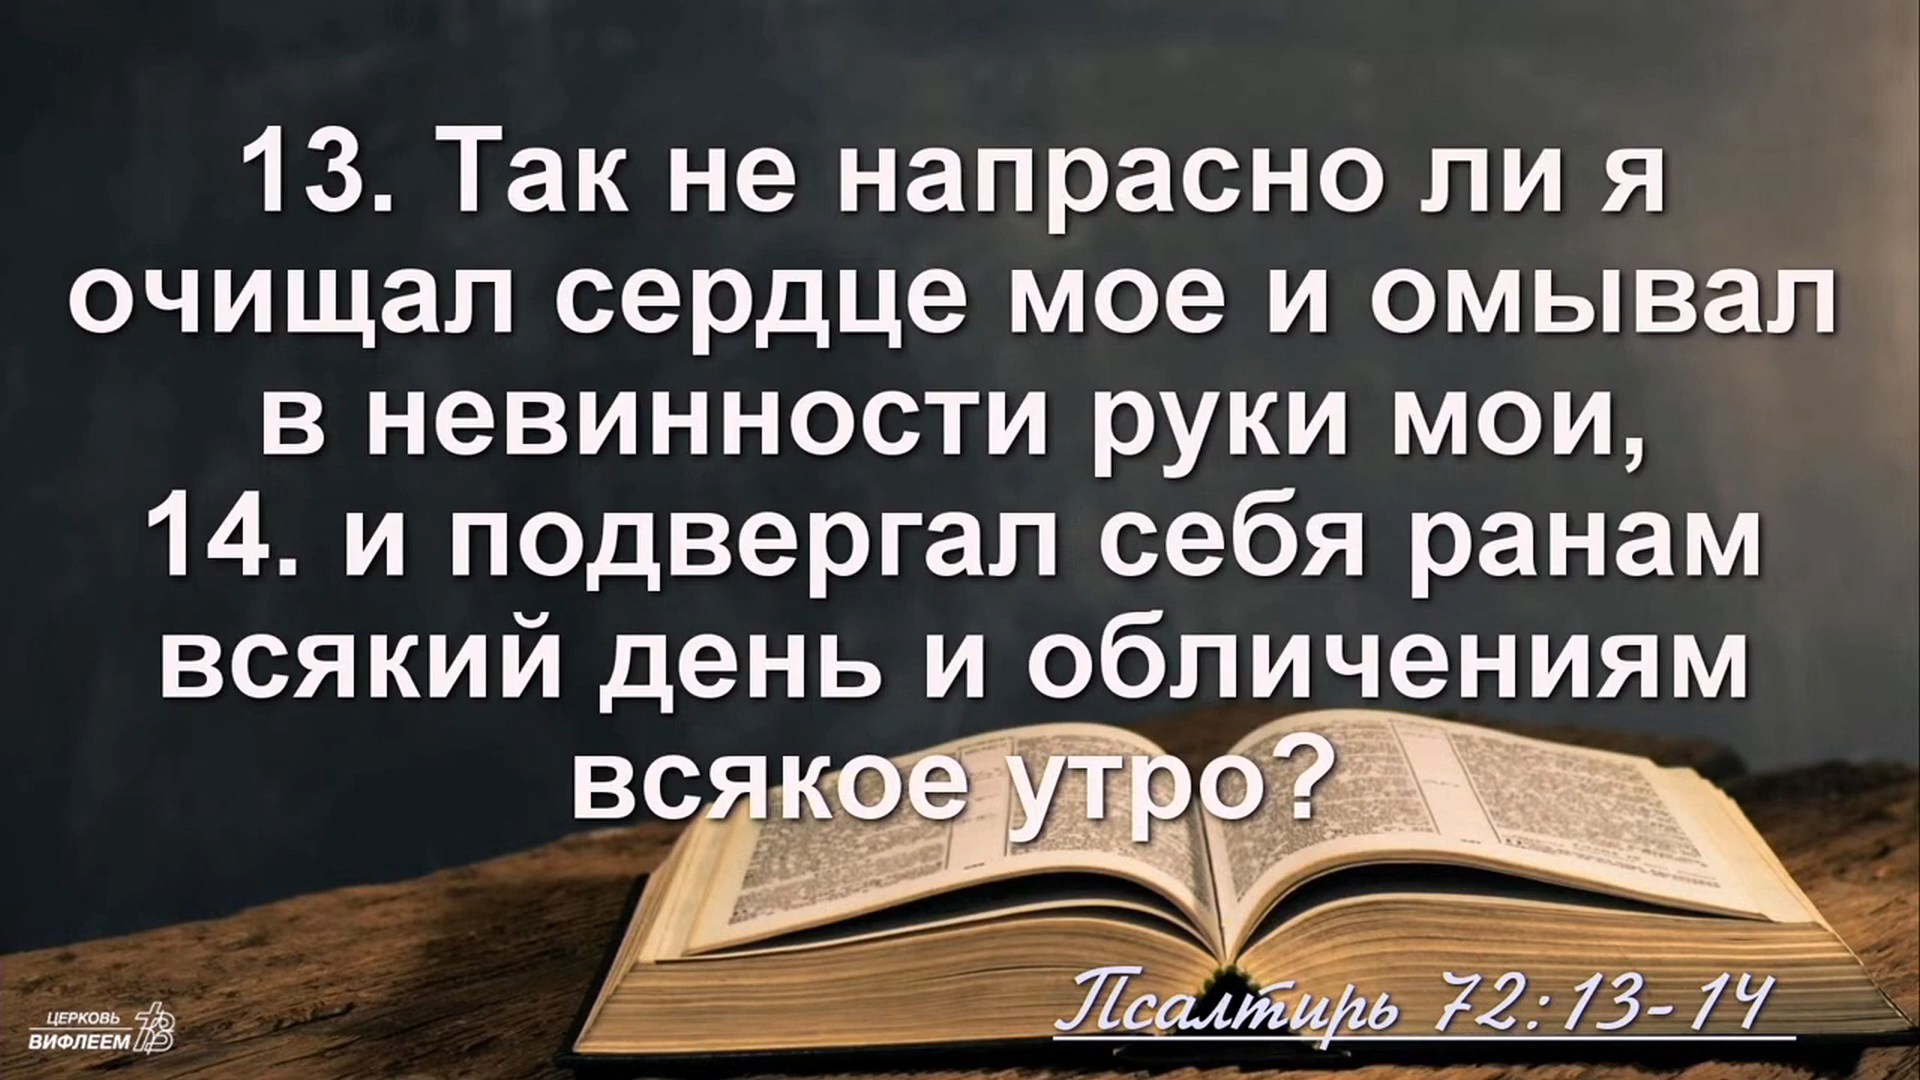 13. Так не напрасно ли я
очищал сердце мое и омывал
в невинности руки мои,
14. и подвергал себя ранам
всякий день и обличениям
всякое утро?
Псалтирь 72:13-14
ЦЕРКОВЬ
ВИФЛЕЕМ